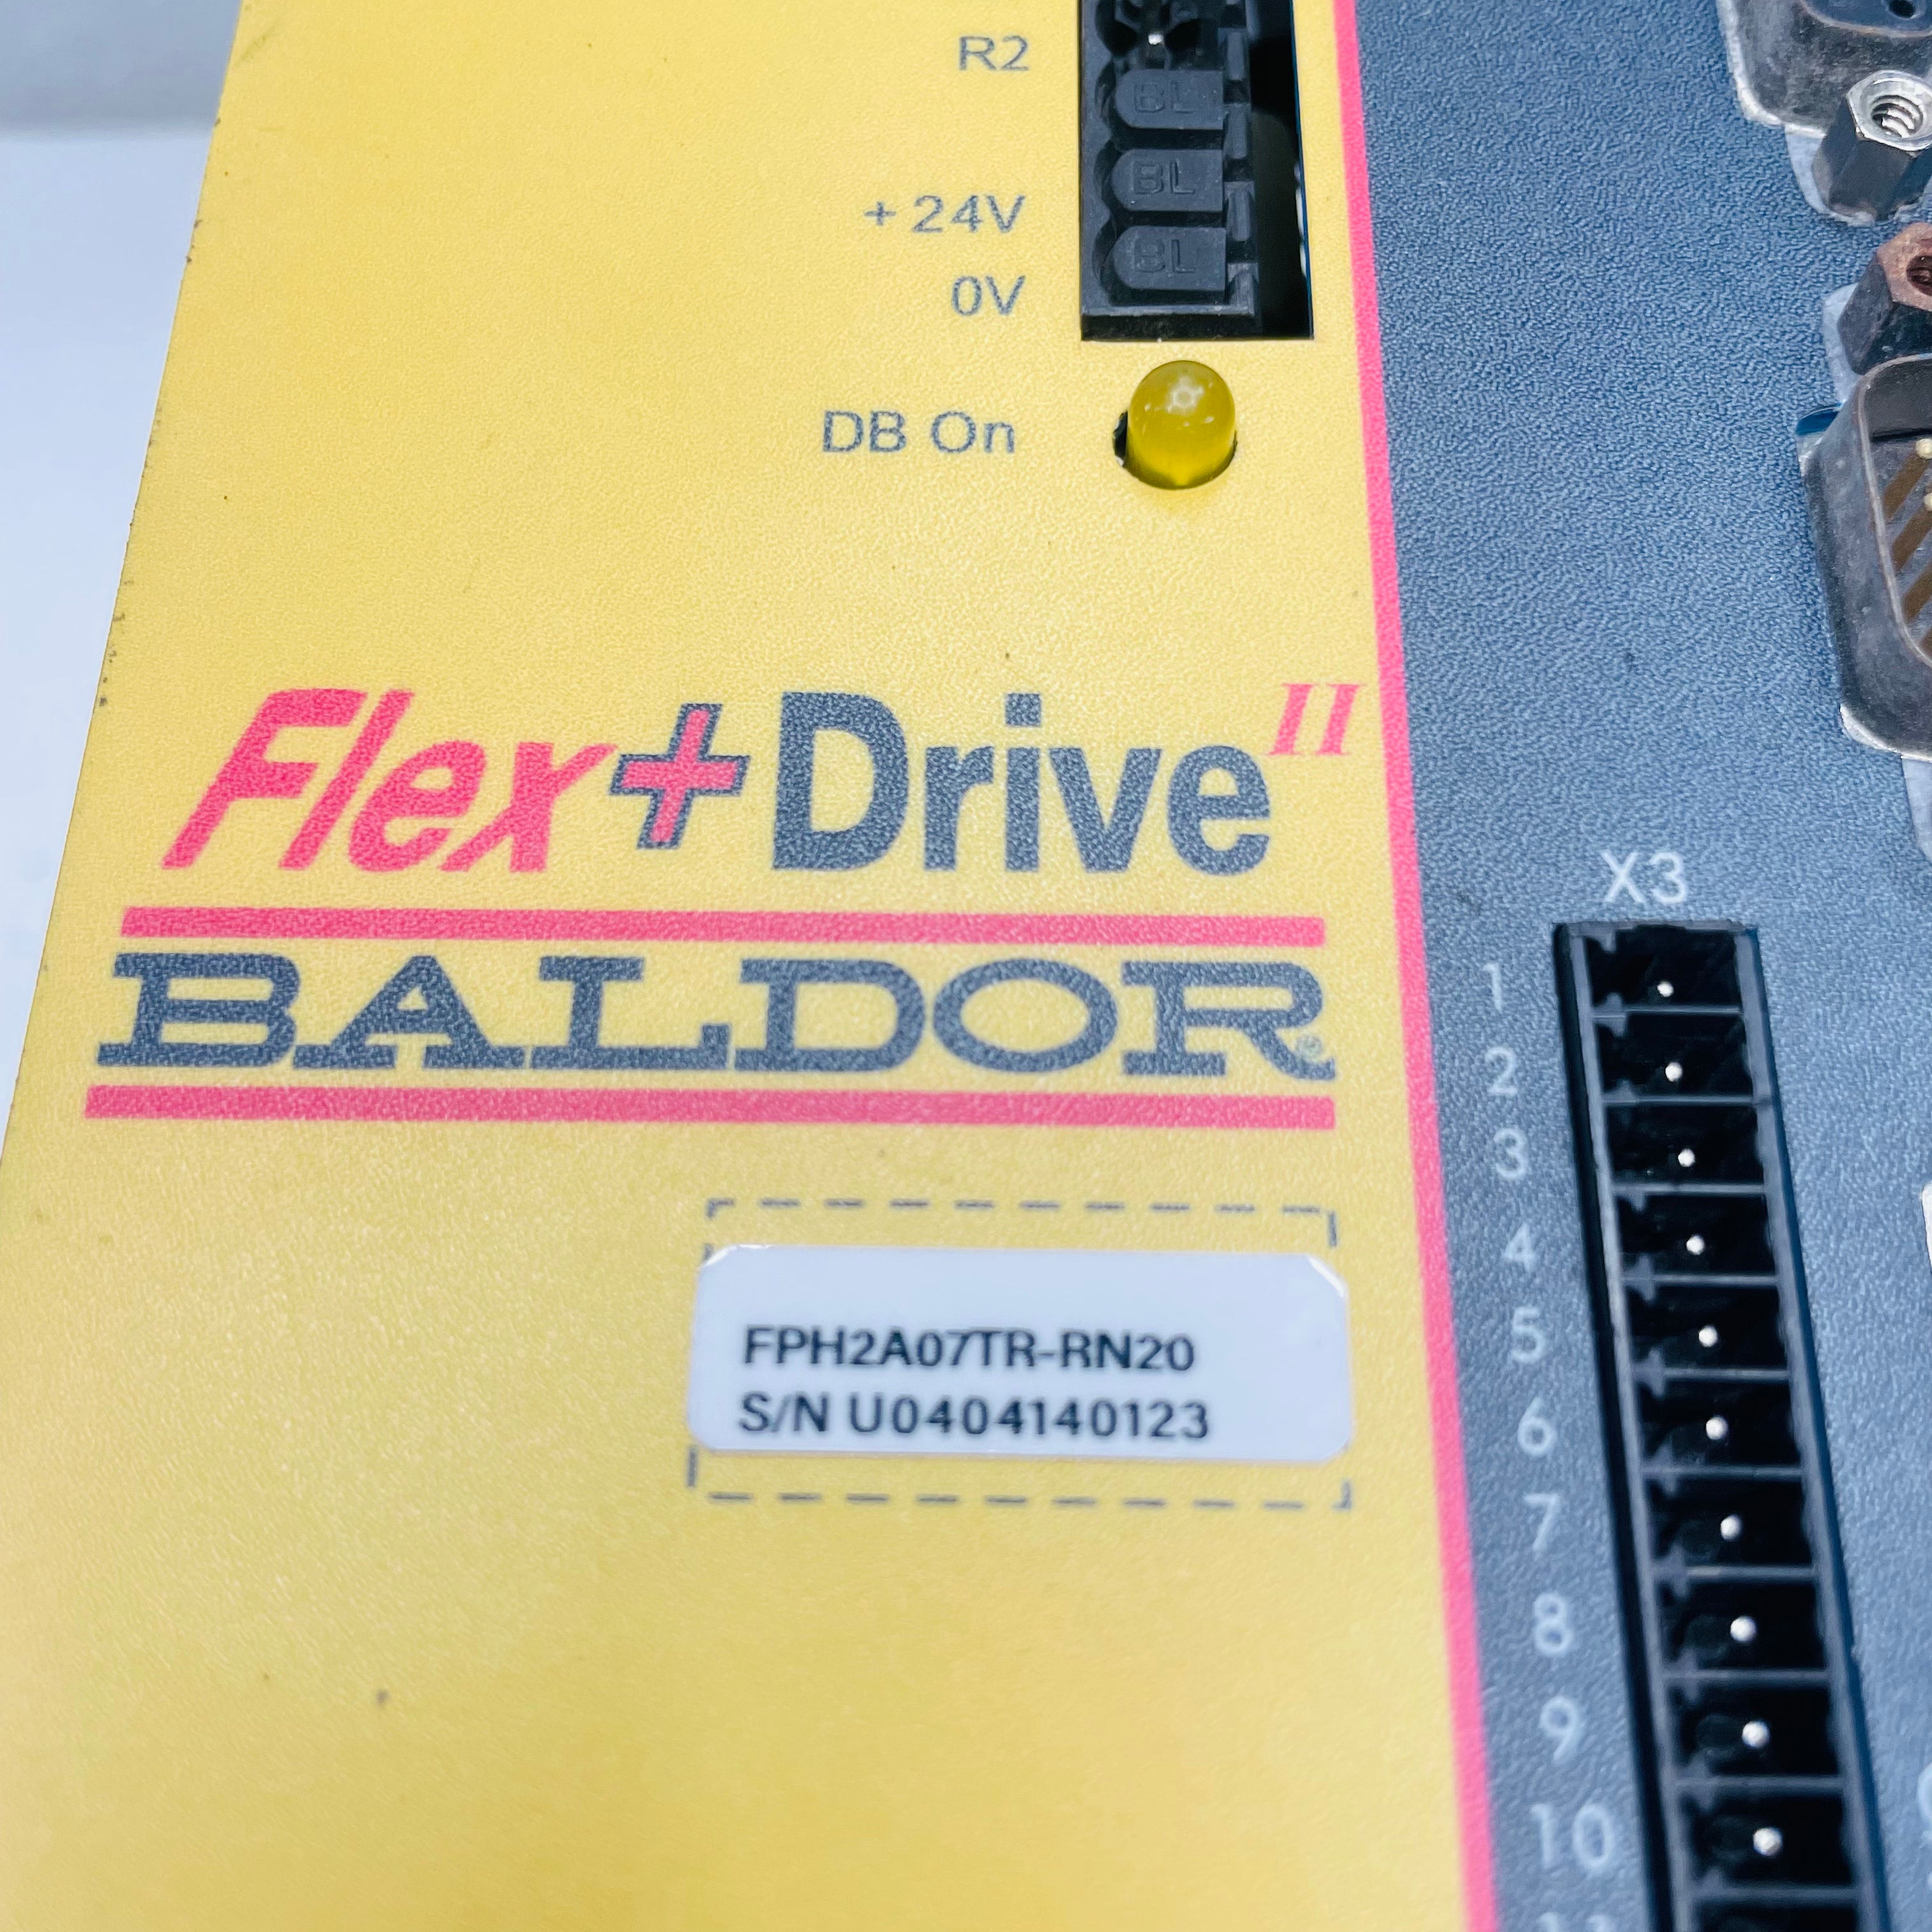 R2
BL
BL
+24V
BL
0V
DB On
Flex+Drive II
BALDOR®
X3
1
2
3
4
5
6
7
8
9
10
FPH2A07TR-RN20
S/N U0404140123